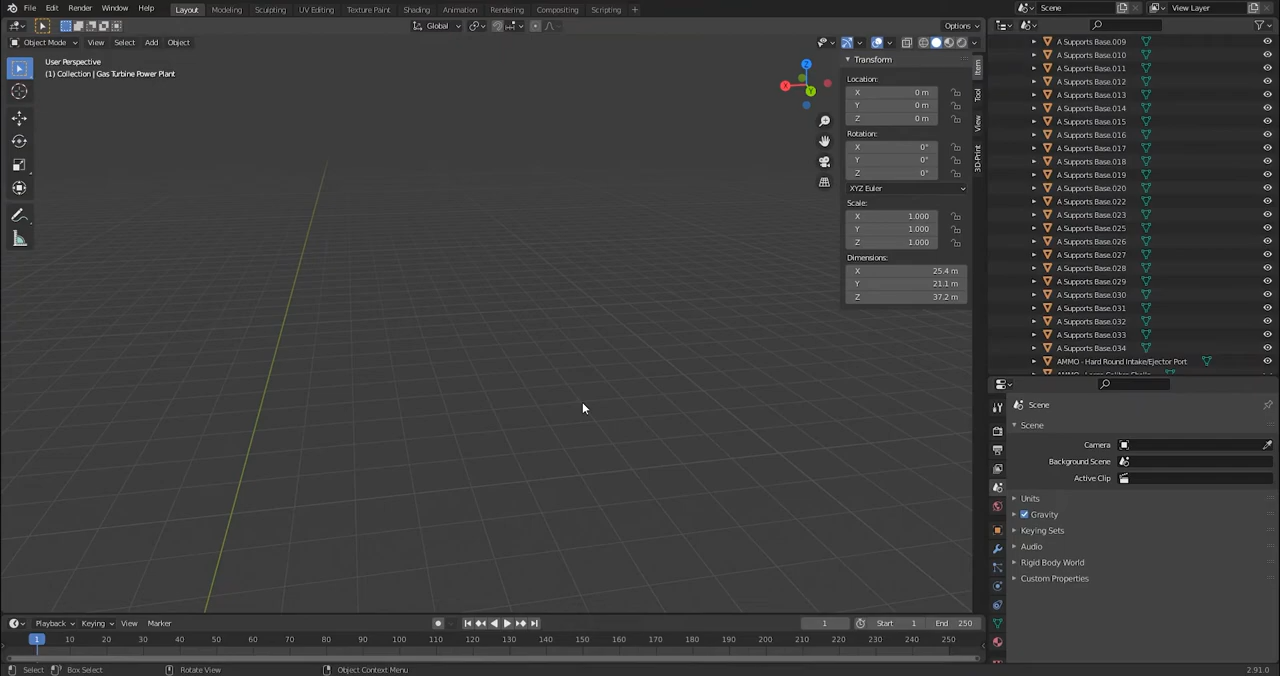 File Edit Render Window Help Layout Modeling Sculpting UV Editing Texture Paint Shading Animation Rendering Compositing Scripting + Scene View Layer
Global Options
Object Mode View Select Add Object
User Perspective
(1) Collection | Gas Turbine Power Plant
Z
X
Y
Transform
Location:
X 0 m
Y 0 m
Z 0 m
Rotation:
X 0°
Y 0°
Z 0°
XYZ Euler
Scale:
X 1.000
Y 1.000
Z 1.000
Dimensions:
X 25.4 m
Y 21.1 m
Z 37.2 m
Item
Tool
View
3D-Print
A Supports Base.009
A Supports Base.010
A Supports Base.011
A Supports Base.012
A Supports Base.013
A Supports Base.014
A Supports Base.015
A Supports Base.016
A Supports Base.017
A Supports Base.018
A Supports Base.019
A Supports Base.020
A Supports Base.022
A Supports Base.023
A Supports Base.025
A Supports Base.026
A Supports Base.027
A Supports Base.028
A Supports Base.029
A Supports Base.030
A Supports Base.031
A Supports Base.032
A Supports Base.033
A Supports Base.034
AMMO - Hard Round Intake/Ejector Port
Scene
Scene
Camera
Background Scene
Active Clip
Units
Gravity
Keying Sets
Audio
Rigid Body World
Custom Properties
Playback Keying View Marker 1 Start 1 End 250
1 10 20 30 40 50 60 70 80 90 100 110 120 130 140 150 160 170 180 190 200 210 220 230 240 250
Select Box Select Rotate View Object Context Menu 2.91.0